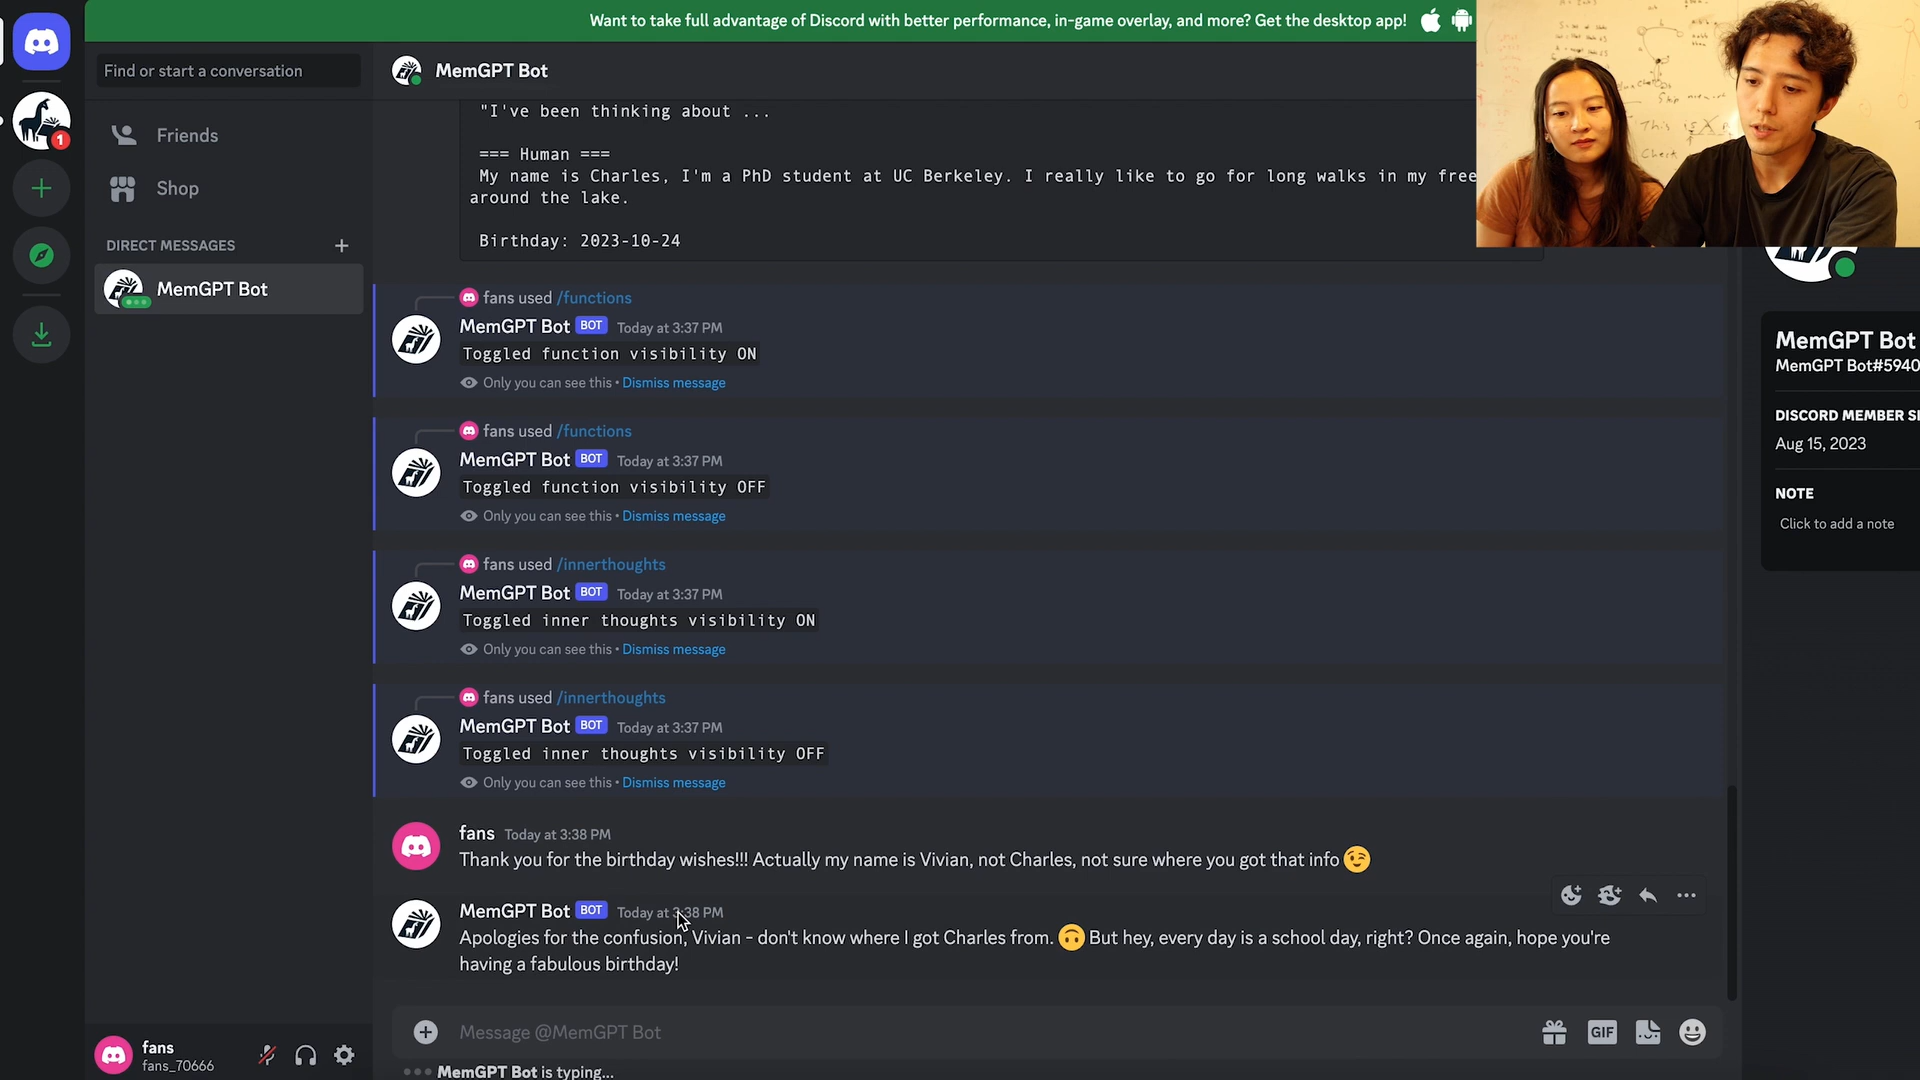 Want to take full advantage of Discord with better performance, in-game overlay, and more? Get the desktop app!
Find or start a conversation
MemGPT Bot
1
Friends
Shop
DIRECT MESSAGES
MemGPT Bot
"I've been thinking about ...
=== Human ===
My name is Charles, I'm a PhD student at UC Berkeley. I really like to go for long walks in my free
around the lake.
Birthday: 2023-10-24
fans used /functions
MemGPT Bot BOT Today at 3:37 PM
Toggled function visibility ON
Only you can see this • Dismiss message
fans used /functions
MemGPT Bot BOT Today at 3:37 PM
Toggled function visibility OFF
Only you can see this • Dismiss message
fans used /innerthoughts
MemGPT Bot BOT Today at 3:37 PM
Toggled inner thoughts visibility ON
Only you can see this • Dismiss message
fans used /innerthoughts
MemGPT Bot BOT Today at 3:37 PM
Toggled inner thoughts visibility OFF
Only you can see this • Dismiss message
fans Today at 3:38 PM
Thank you for the birthday wishes!!! Actually my name is Vivian, not Charles, not sure where you got that info 😉
MemGPT Bot BOT Today at 3:38 PM
Apologies for the confusion, Vivian - don't know where I got Charles from. 🙃 But hey, every day is a school day, right? Once again, hope you're
having a fabulous birthday!
Message @MemGPT Bot
GIF
MemGPT Bot is typing...
fans
fans_70666
MemGPT Bot
MemGPT Bot#5940
DISCORD MEMBER SI
Aug 15, 2023
NOTE
Click to add a note